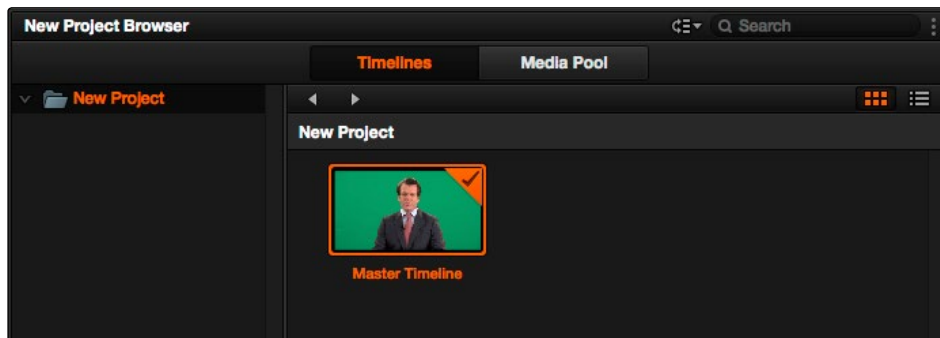 New Project Browser
Search
Timelines
Media Pool
New Project
New Project
Master Timeline